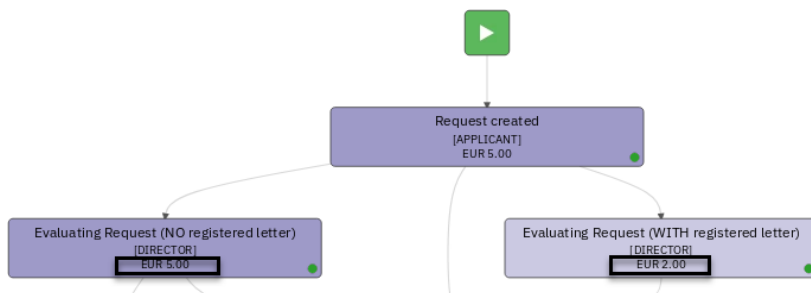 Request created
[APPLICANT]
EUR 5.00
Evaluating Request (NO registered letter)
[DIRECTOR]
EUR 5.00
Evaluating Request (WITH registered letter)
[DIRECTOR]
EUR 2.00